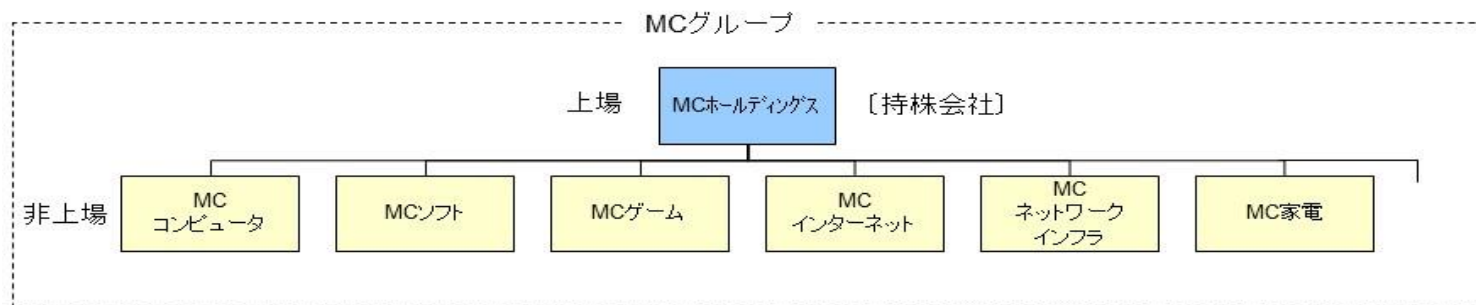 MCグループ
上場
MCホールディングス
〔持株会社〕
非上場
MC
コンピュータ
MCソフト
MCゲーム
MC
インターネット
MC
ネットワーク
インフラ
MC家電